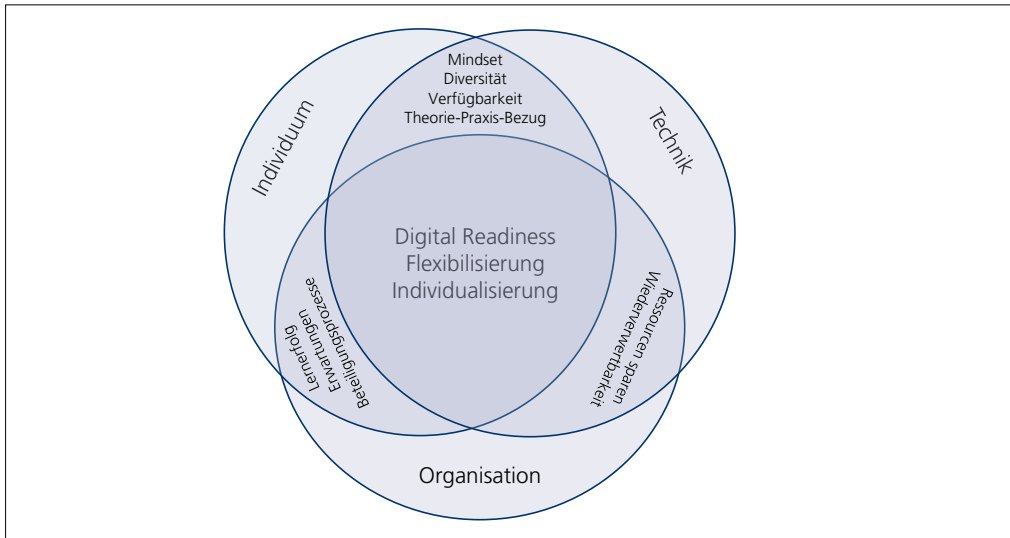 Mindset
Diversität
Verfügbarkeit
Theorie-Praxis-Bezug
Individuum
Technik
Digital Readiness
Flexibilisierung
Individualisierung
Lernerfolg
Erwartungen
Beteiligungsprozesse
Ressourcen sparen
Wiederverwertbarkeit
Organisation